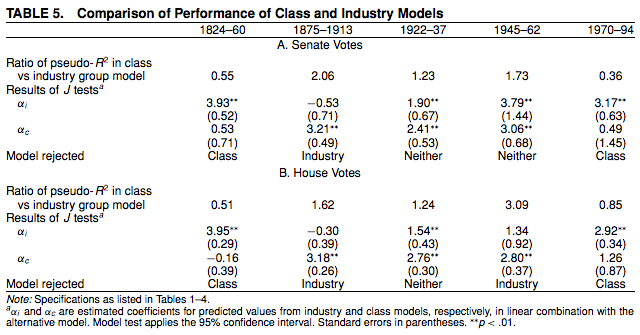 TABLE 5. Comparison of Performance of Class and Industry Models
1824–60 1875–1913 1922–37 1945–62 1970–94
A. Senate Votes
Ratio of pseudo-R² in class
vs industry group model 0.55 2.06 1.23 1.73 0.36
Results of J testsᵃ
αᵢ 3.93** −0.53 1.90** 3.79** 3.17**
(0.52) (0.71) (0.67) (1.44) (0.63)
α꜀ 0.53 3.21** 2.41** 3.06** 0.49
(0.71) (0.49) (0.53) (0.68) (1.45)
Model rejected Class Industry Neither Neither Class
B. House Votes
Ratio of pseudo-R² in class
vs industry group model 0.51 1.62 1.24 3.09 0.85
Results of J testsᵃ
αᵢ 3.95** −0.30 1.54** 1.34 2.92**
(0.29) (0.39) (0.43) (0.92) (0.34)
α꜀ −0.16 3.18** 2.76** 2.80** 1.26
(0.39) (0.26) (0.30) (0.37) (0.87)
Model rejected Class Industry Neither Industry Class
Note: Specifications as listed in Tables 1–4.
ᵃαᵢ and α꜀ are estimated coefficients for predicted values from industry and class models, respectively, in linear combination with the
alternative model. Model test applies the 95% confidence interval. Standard errors in parentheses. **p < .01.